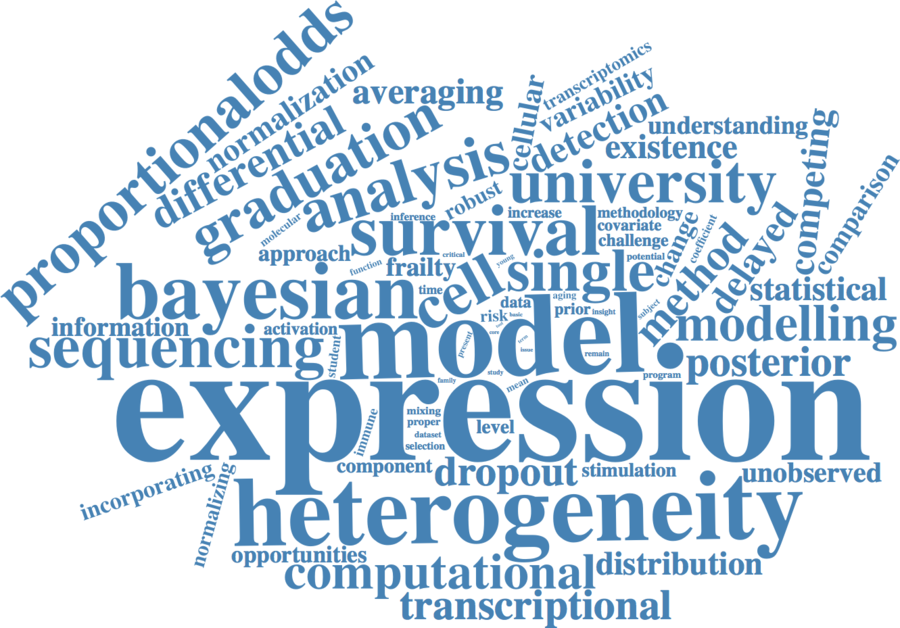 proportionalodds
normalization
differential
graduation
averaging
analysis
cellular
transcriptomics
variability
detection
understanding
existence
competing
comparison
university
molecular
inference
robust
increase
methodology
covariate
challenge
change
coefficient
delayed
approach
survival
function
frailty
critical
young
single
potential
method
statistical
bayesian
time
cell
data
aging
prior
insight
subject
modelling
information
activation
risk
basic
sequencing
student
model
present
core
tool
issue
remain
study
posterior
family
mean
program
expression
immune
mixing
proper
dataset
selection
level
component
dropout
stimulation
unobserved
incorporating
normalizing
heterogeneity
opportunities
computational
distribution
transcriptional